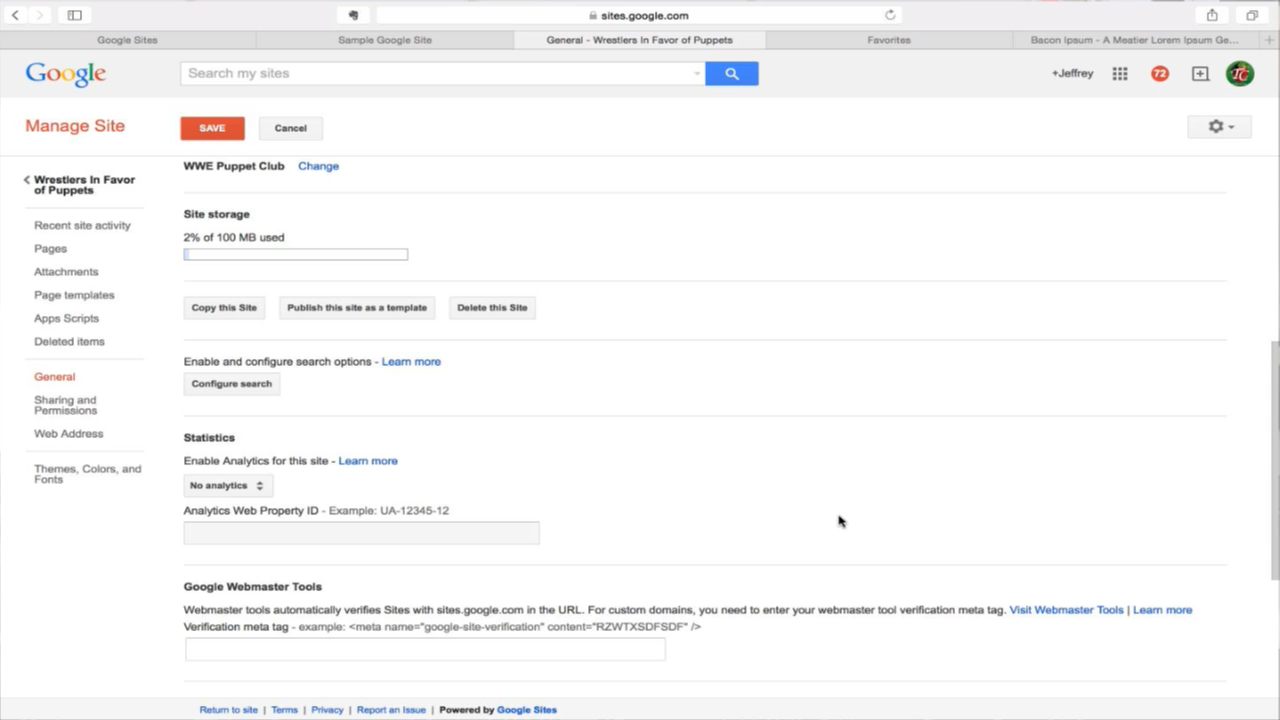 sites.google.com
Google Sites
Sample Google Site
General - Wrestlers In Favor of Puppets
Favorites
Bacon Ipsum - A Meatier Lorem Ipsum Ge...
Google
Search my sites
+Jeffrey
72
TC
Manage Site
SAVE
Cancel
WWE Puppet Club Change
Wrestlers In Favor
of Puppets
Recent site activity
Pages
Attachments
Page templates
Apps Scripts
Deleted items
General
Sharing and
Permissions
Web Address
Themes, Colors, and
Fonts
Site storage
2% of 100 MB used
Copy this Site
Publish this site as a template
Delete this Site
Enable and configure search options - Learn more
Configure search
Statistics
Enable Analytics for this site - Learn more
No analytics
Analytics Web Property ID - Example: UA-12345-12
Google Webmaster Tools
Webmaster tools automatically verifies Sites with sites.google.com in the URL. For custom domains, you need to enter your webmaster tool verification meta tag. Visit Webmaster Tools | Learn more
Verification meta tag - example: <meta name="google-site-verification" content="RZWTXSDFSDF" />
Return to site | Terms | Privacy | Report an Issue | Powered by Google Sites